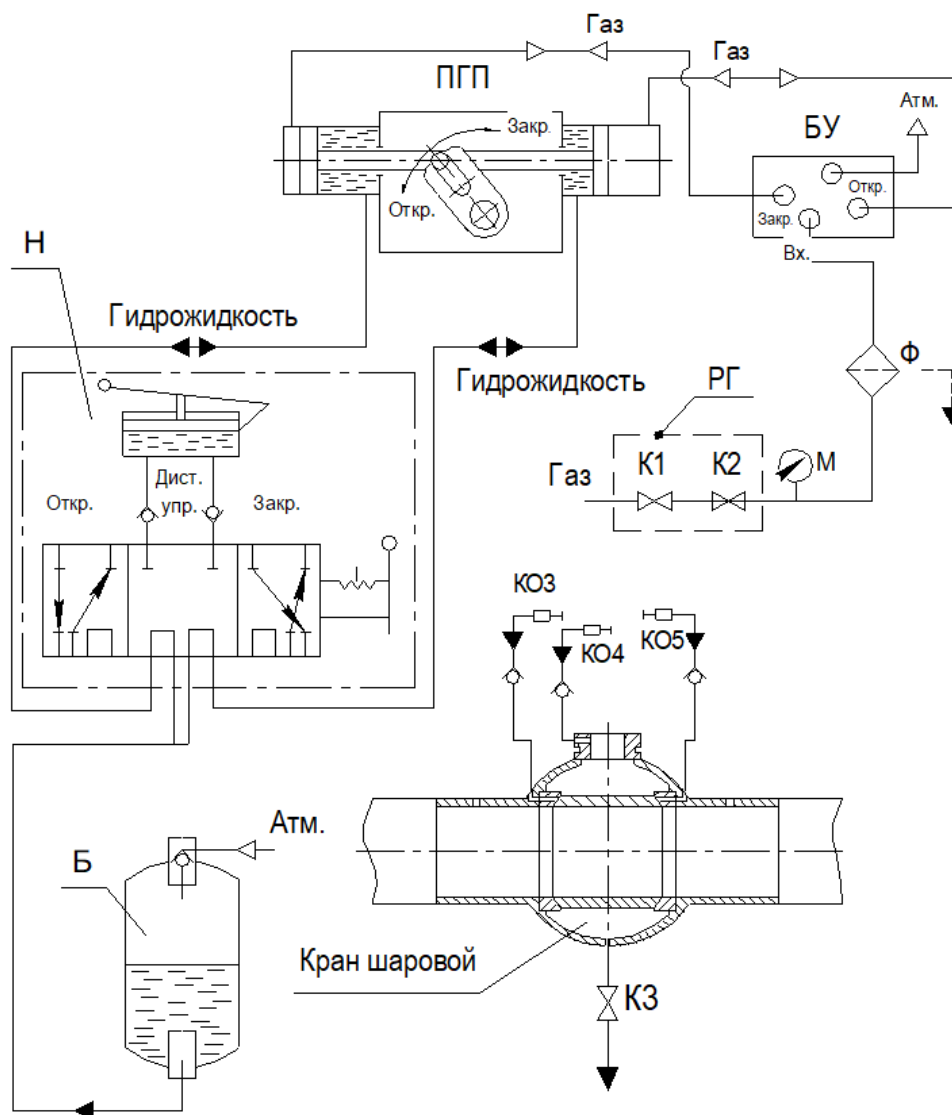 Газ
Газ
ПГП
Атм.
БУ
Закр.
Откр.
Закр.
Откр.
Вх.
Н
Гидрожидкость
Гидрожидкость
Ф
РГ
К1
К2
М
Газ
Дист.
упр.
Откр.
Закр.
КО3
КО4
КО5
Атм.
Б
Кран шаровой
К3